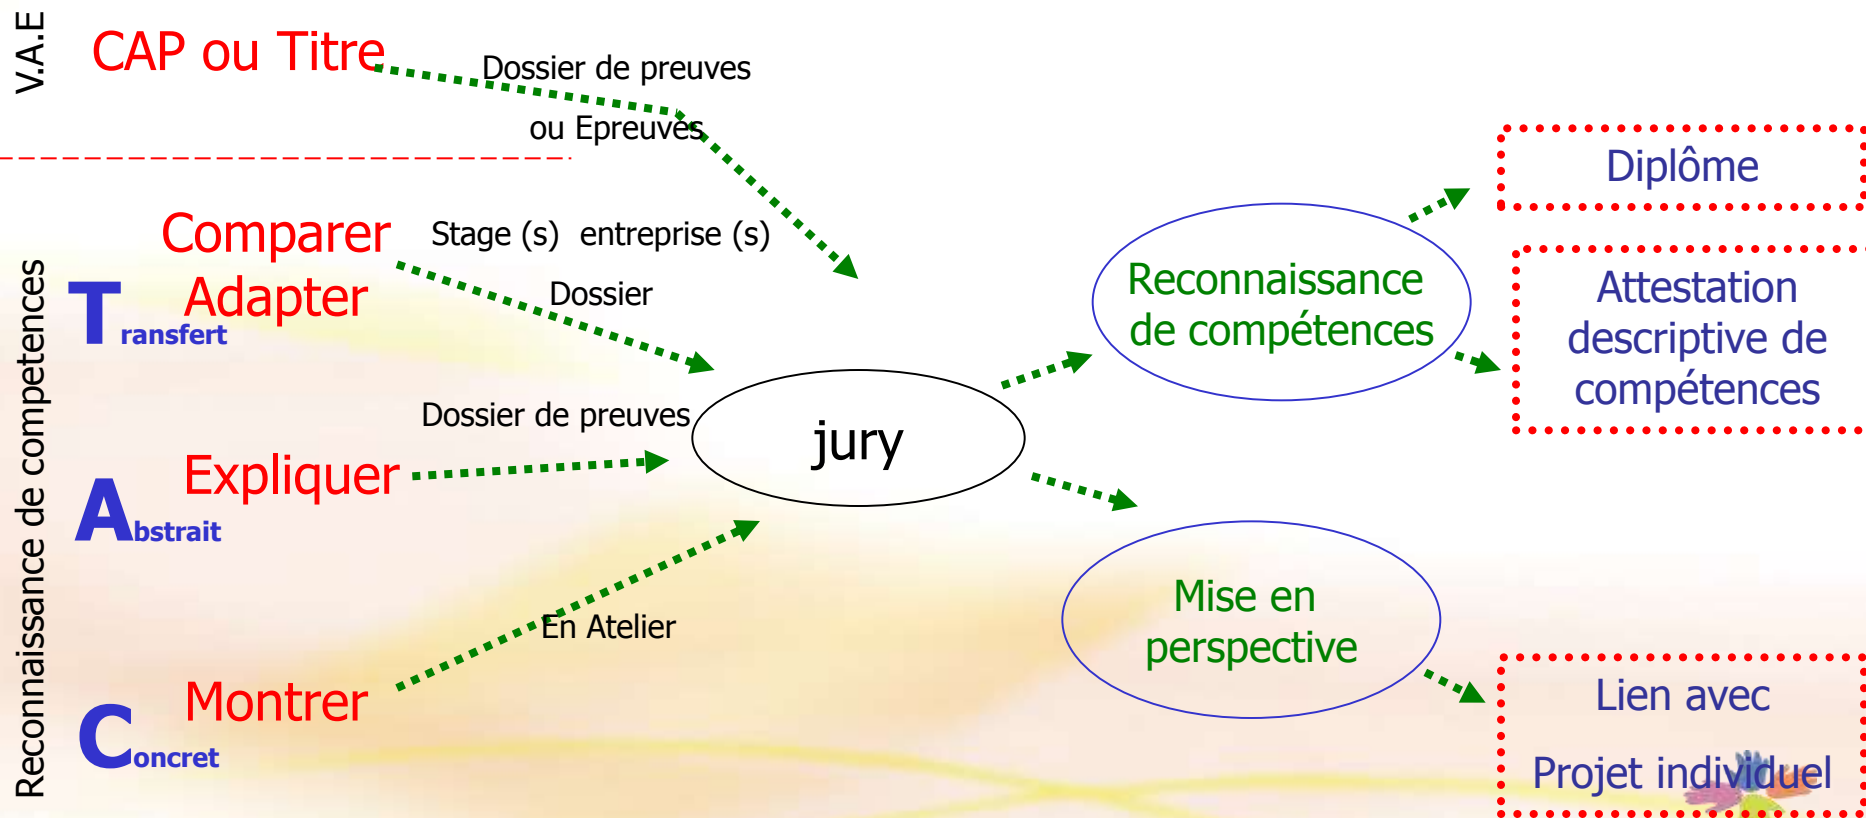 V.A.E
CAP ou Titre
Dossier de preuves
ou Epreuves
Reconnaissance de competences
Comparer
Adapter
Transfert
Stage (s) entreprise (s)
Dossier
Dossier de preuves
Expliquer
Abstrait
En Atelier
Montrer
Concret
jury
Reconnaissance
de compétences
Mise en
perspective
Diplôme
Attestation
descriptive de
compétences
Lien avec
Projet individuel